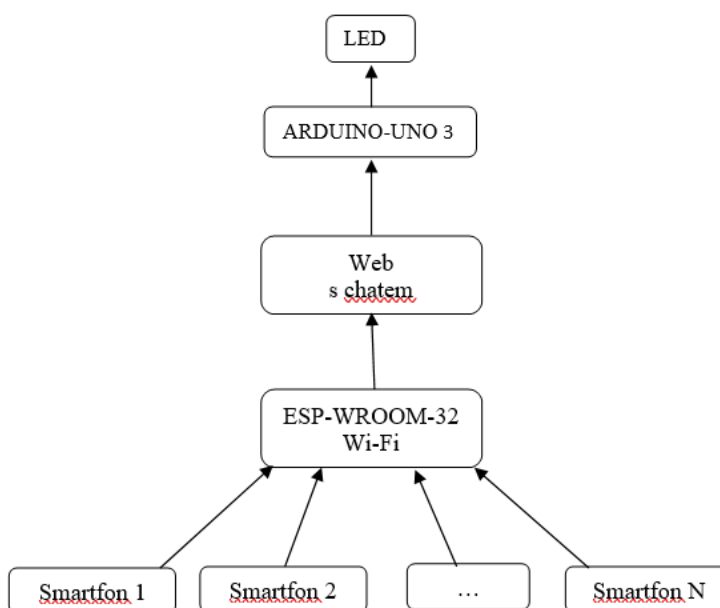 LED
ARDUINO-UNO 3
Web
s chatem
ESP-WROOM-32
Wi-Fi
Smartfon 1
Smartfon 2
...
Smartfon N